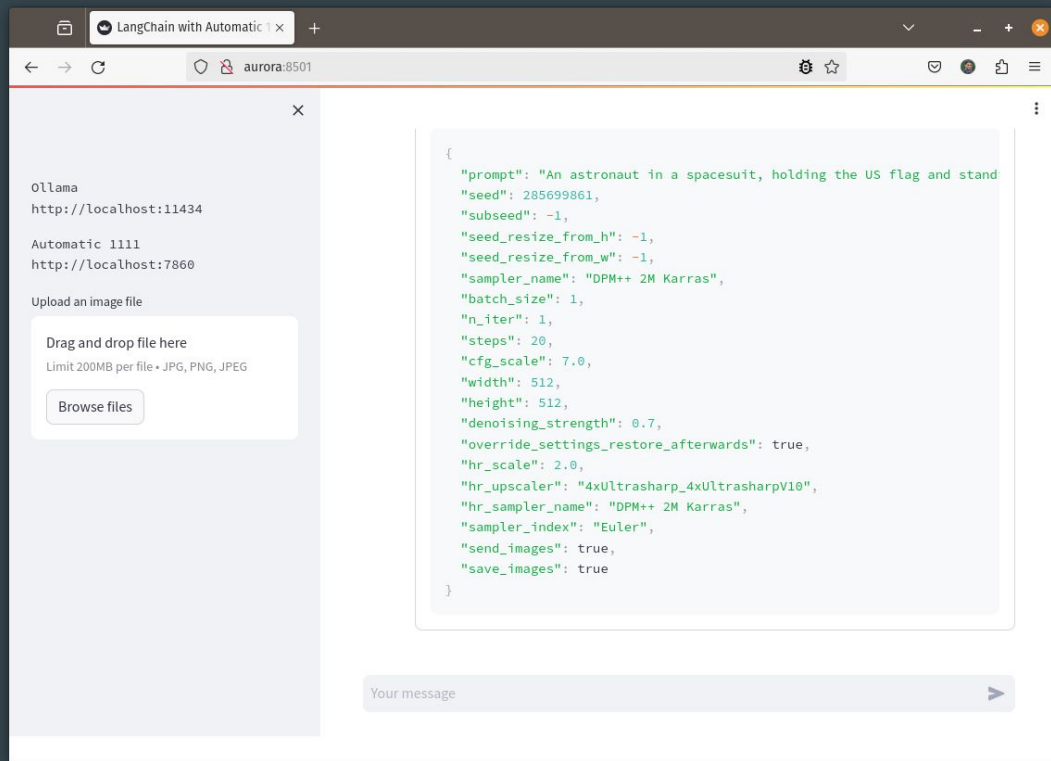 LangChain with Automatic 1
aurora:8501
Ollama
http://localhost:11434
Automatic 1111
http://localhost:7860
Upload an image file
Drag and drop file here
Limit 200MB per file • JPG, PNG, JPEG
Browse files
{
"prompt": "An astronaut in a spacesuit, holding the US flag and stand
"seed": 285699861,
"subseed": -1,
"seed_resize_from_h": -1,
"seed_resize_from_w": -1,
"sampler_name": "DPM++ 2M Karras",
"batch_size": 1,
"n_iter": 1,
"steps": 20,
"cfg_scale": 7.0,
"width": 512,
"height": 512,
"denoising_strength": 0.7,
"override_settings_restore_afterwards": true,
"hr_scale": 2.0,
"hr_upscaler": "4xUltrasharp_4xUltrasharpV10",
"hr_sampler_name": "DPM++ 2M Karras",
"sampler_index": "Euler",
"send_images": true,
"save_images": true
}
Your message